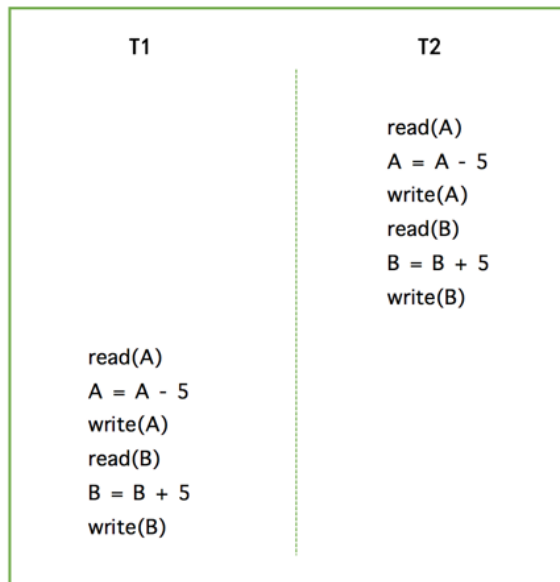 T1 T2
read(A)
A = A - 5
write(A)
read(B)
B = B + 5
write(B)
read(A)
A = A - 5
write(A)
read(B)
B = B + 5
write(B)